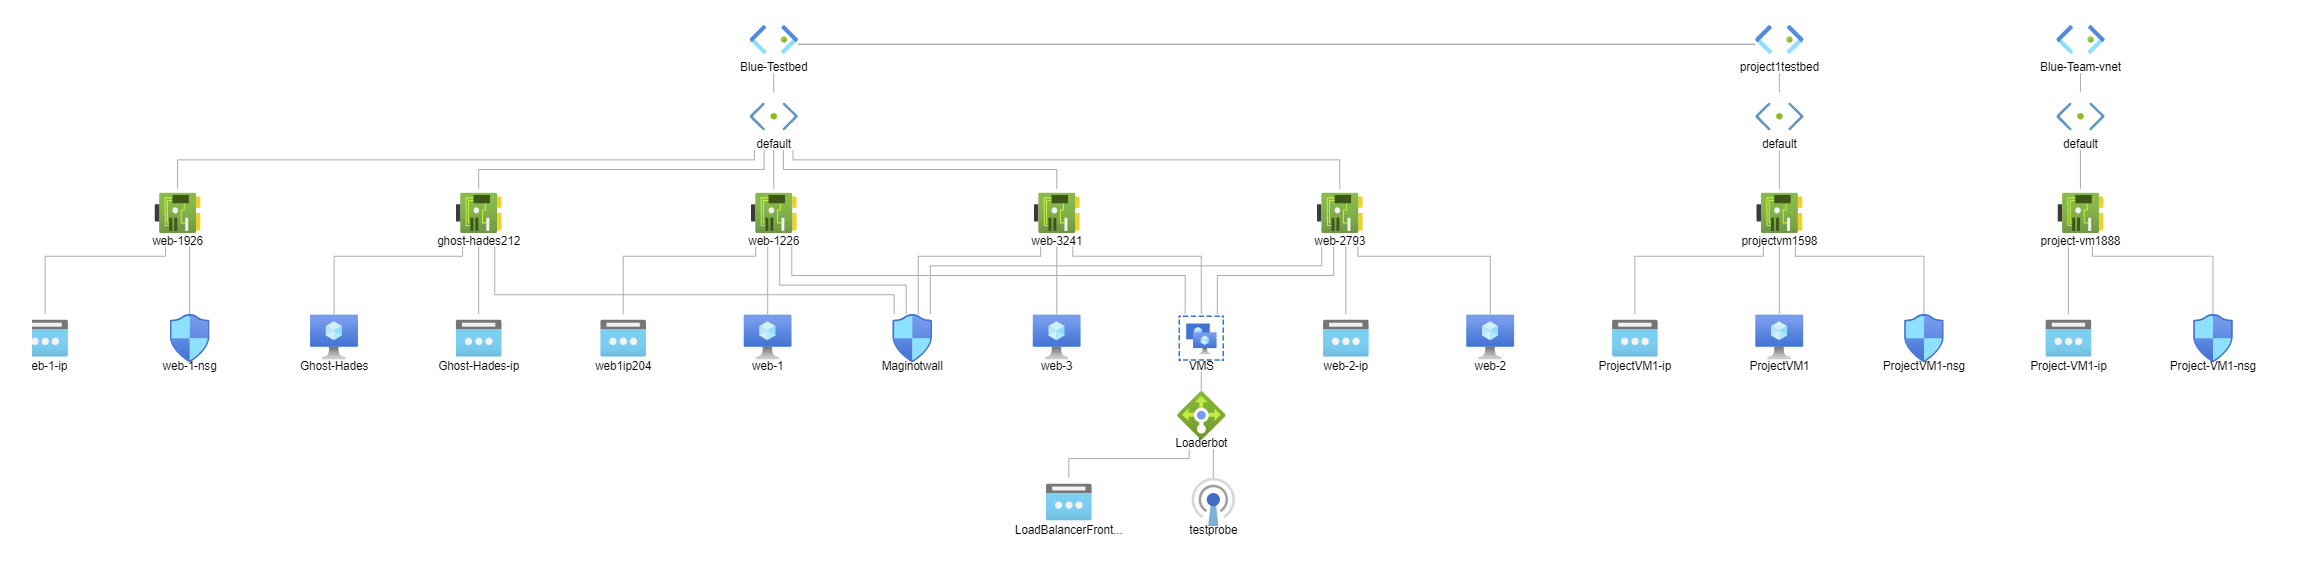 Blue-Testbed
project1testbed
Blue-Team-vnet
default
default
default
web-1926
ghost-hades212
web-1226
web-3241
web-2793
projectvm1598
project-vm1888
eb-1-ip
web-1-nsg
Ghost-Hades
Ghost-Hades-ip
web1ip204
web-1
Maginotwall
web-3
VMS
web-2-ip
web-2
ProjectVM1-ip
ProjectVM1
ProjectVM1-nsg
Project-VM1-ip
Project-VM1-nsg
Loaderbot
LoadBalancerFront...
testprobe